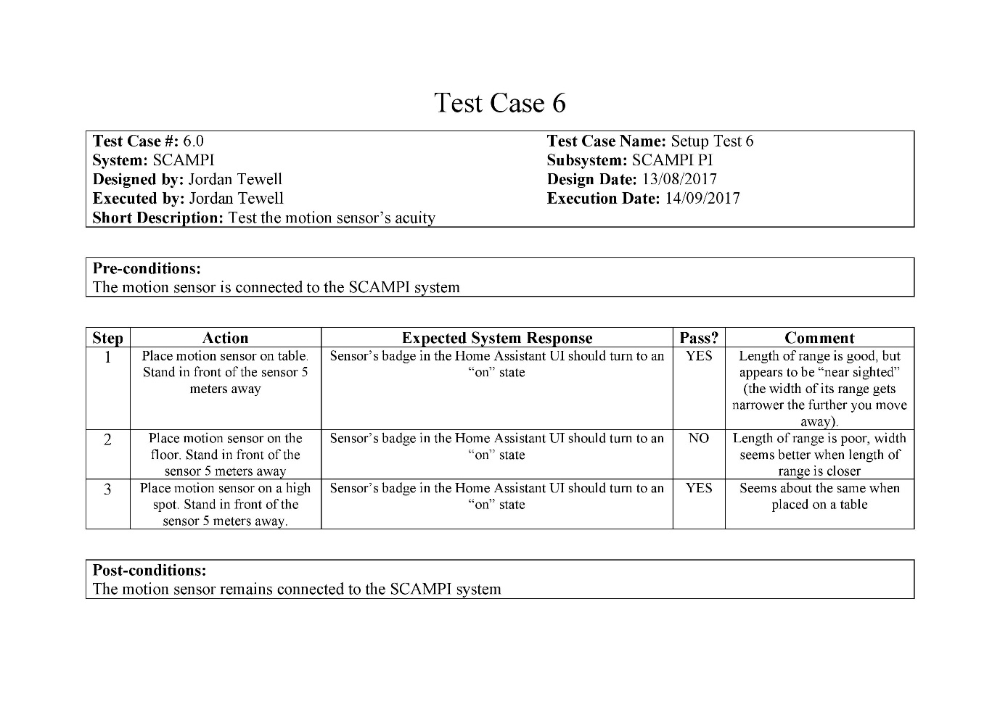 Test Case 6
Test Case #: 6.0
Test Case Name: Setup Test 6
System: SCAMPI
Subsystem: SCAMPI PI
Designed by: Jordan Tewell
Design Date: 13/08/2017
Executed by: Jordan Tewell
Execution Date: 14/09/2017
Short Description: Test the motion sensor’s acuity
Pre-conditions:
The motion sensor is connected to the SCAMPI system
Step Action Expected System Response Pass? Comment
1
Place motion sensor on table.
Stand in front of the sensor 5
meters away
Sensor’s badge in the Home Assistant UI should turn to an
“on” state
YES
Length of range is good, but
appears to be “near sighted”
(the width of its range gets
narrower the further you move
away).
2
Place motion sensor on the
floor. Stand in front of the
sensor 5 meters away
Sensor’s badge in the Home Assistant UI should turn to an
“on” state
NO
Length of range is poor, width
seems better when length of
range is closer
3
Place motion sensor on a high
spot. Stand in front of the
sensor 5 meters away.
Sensor’s badge in the Home Assistant UI should turn to an
“on” state
YES
Seems about the same when
placed on a table
Post-conditions:
The motion sensor remains connected to the SCAMPI system